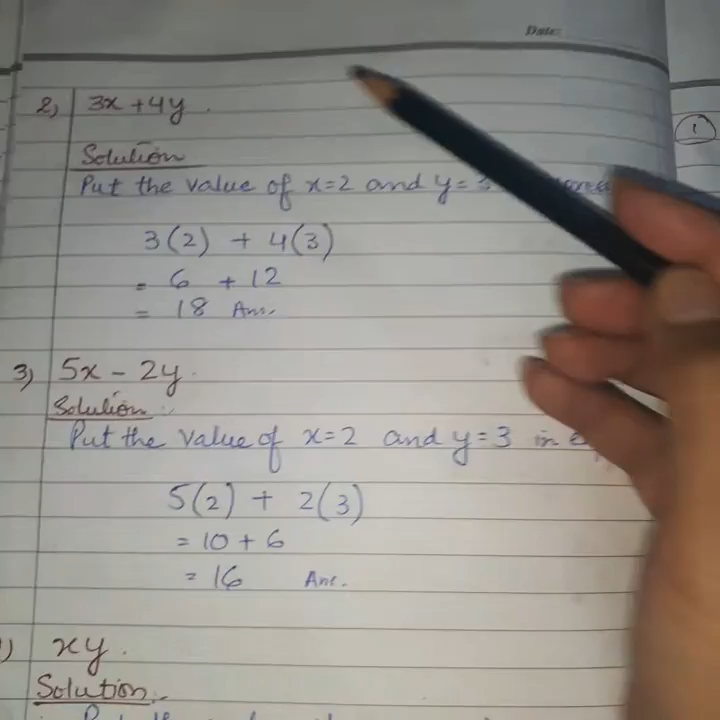 Date:
2) 3x + 4y .
Solution
Put the value of x=2 and y=3
3(2) + 4(3)
= 6 + 12
= 18 Ans.
3) 5x - 2y .
Solution :-
Put the value of x=2 and y=3 in
5(2) + 2(3)
= 10 + 6
= 16 Ans.
) xy .
Solution :-
1